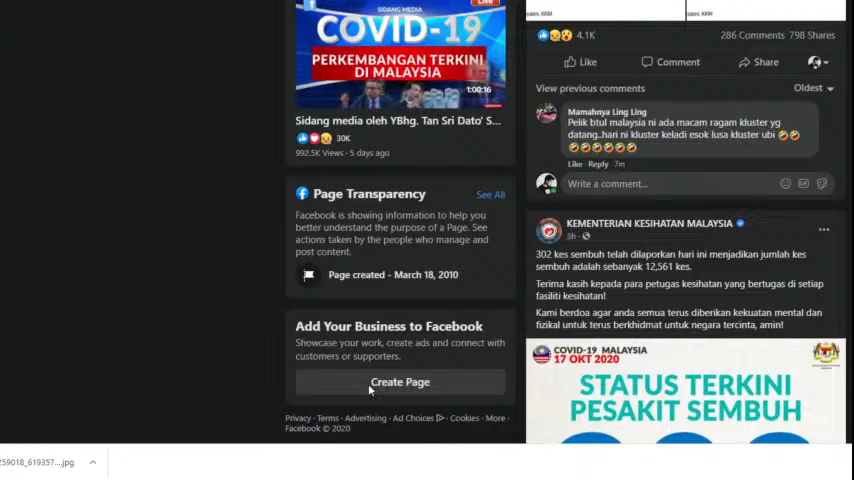 SIDANG MEDIA
Live
COVID-19
PERKEMBANGAN TERKINI
DI MALAYSIA
1:00:16
Sidang media oleh YBhg. Tan Sri Dato' S...
30K
992.5K Views · 5 days ago
Page Transparency
See All
Facebook is showing information to help you
better understand the purpose of a Page. See
actions taken by the people who manage and
post content.
Page created - March 18, 2010
Add Your Business to Facebook
Showcase your work, create ads and connect with
customers or supporters.
Create Page
Privacy · Terms · Advertising · Ad Choices · Cookies · More ·
Facebook © 2020
4.1K
286 Comments 798 Shares
Like Comment Share
View previous comments
Oldest
Mamahnya Ling Ling
Pelik btul malaysia ni ada macam ragam kluster yg
datang..hari ni kluster keladi esok lusa kluster ubi 🤣🤣
🤣🤣🤣🤣🤣🤣
Like · Reply · 7m
Write a comment...
KEMENTERIAN KESIHATAN MALAYSIA
3h ·
302 kes sembuh telah dilaporkan hari ini menjadikan jumlah kes
sembuh adalah sebanyak 12,561 kes.
Terima kasih kepada para petugas kesihatan yang bertugas di setiap
fasiliti kesihatan!
Kami berdoa agar anda semua terus diberikan kekuatan mental dan
fizikal untuk terus berkhidmat untuk negara tercinta, amin!
COVID-19 MALAYSIA
17 OKT 2020
STATUS TERKINI
PESAKIT SEMBUH
259018_619357....jpg